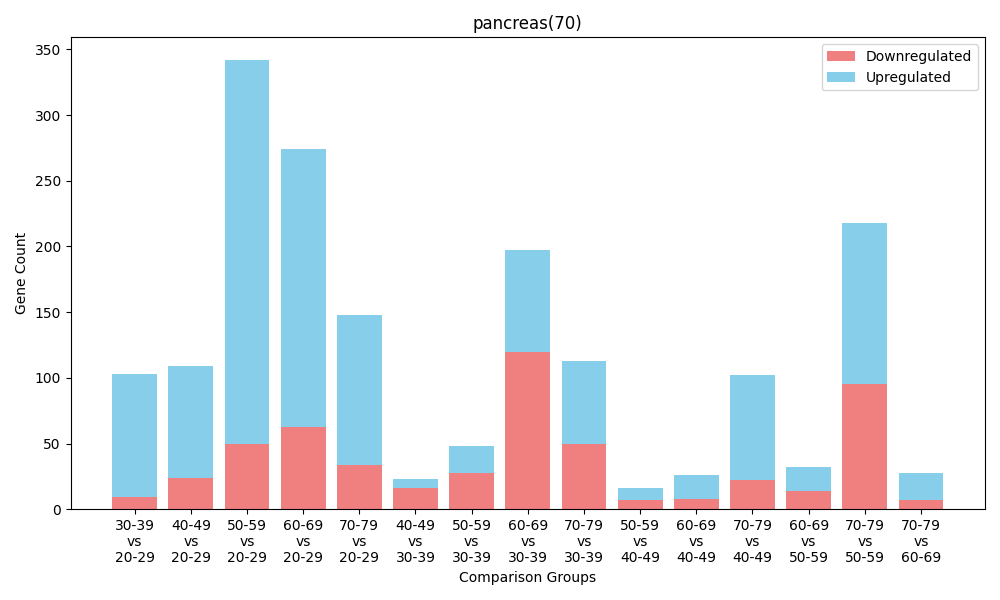 pancreas(70)
Downregulated
Upregulated
Gene Count
350
300
250
200
150
100
50
0
30-39
vs
20-29
40-49
vs
20-29
50-59
vs
20-29
60-69
vs
20-29
70-79
vs
20-29
40-49
vs
30-39
50-59
vs
30-39
60-69
vs
30-39
70-79
vs
30-39
50-59
vs
40-49
60-69
vs
40-49
70-79
vs
40-49
60-69
vs
50-59
70-79
vs
50-59
70-79
vs
60-69
Comparison Groups